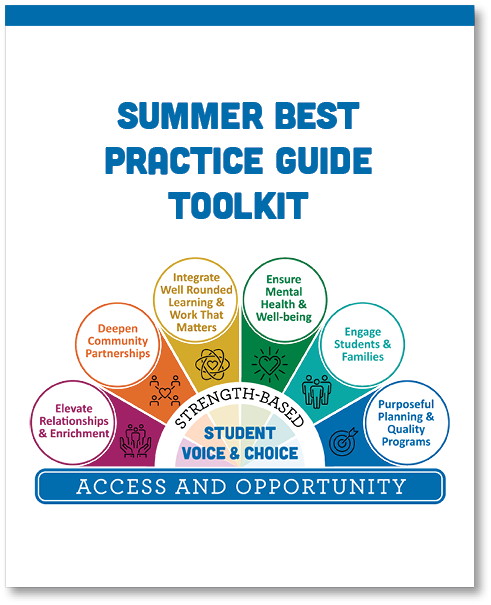 SUMMER BEST
PRACTICE GUIDE
TOOLKIT
Integrate
Well Rounded
Learning &
Work That
Matters
Ensure
Mental
Health &
Well-being
Deepen
Community
Partnerships
Engage
Students &
Families
Elevate
Relationships
& Enrichment
Purposeful
Planning &
Quality
Programs
STRENGTH-BASED
STUDENT
VOICE & CHOICE
ACCESS AND OPPORTUNITY